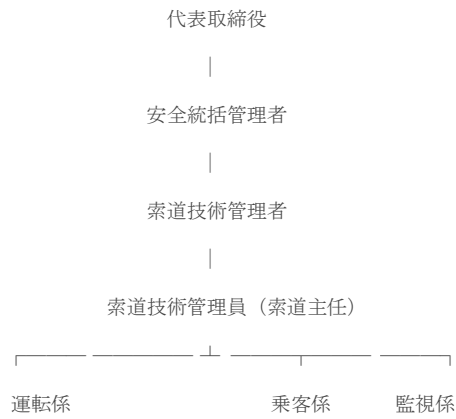 代表取締役
安全統括管理者
索道技術管理者
索道技術管理員（索道主任）
運転係 乗客係 監視係